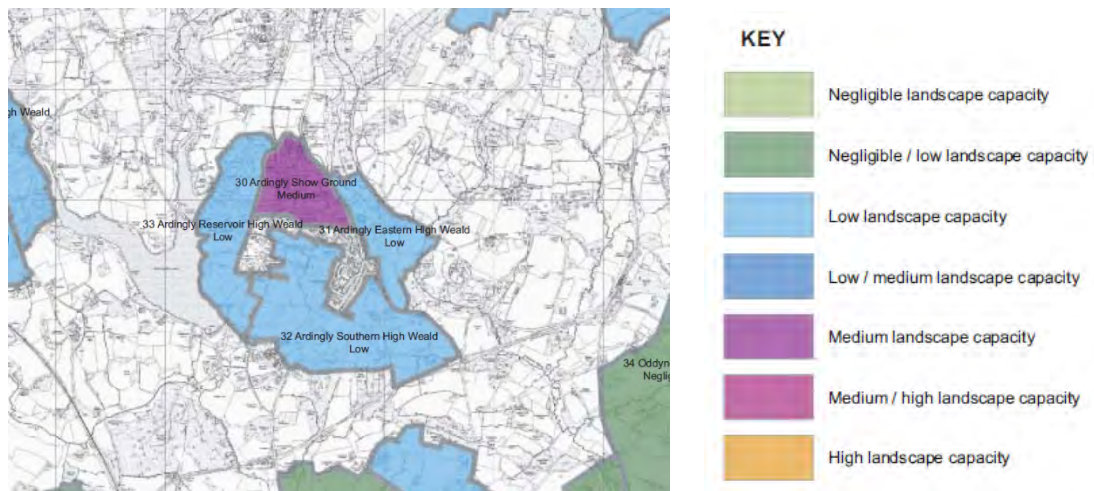 gh Weald
30 Ardingly Show Ground
Medium
33 Ardingly Reservoir High Weald
Low
31 Ardingly Eastern High Weald
Low
32 Ardingly Southern High Weald
Low
34 Oddyn
Neglig
KEY
Negligible landscape capacity
Negligible / low landscape capacity
Low landscape capacity
Low / medium landscape capacity
Medium landscape capacity
Medium / high landscape capacity
High landscape capacity